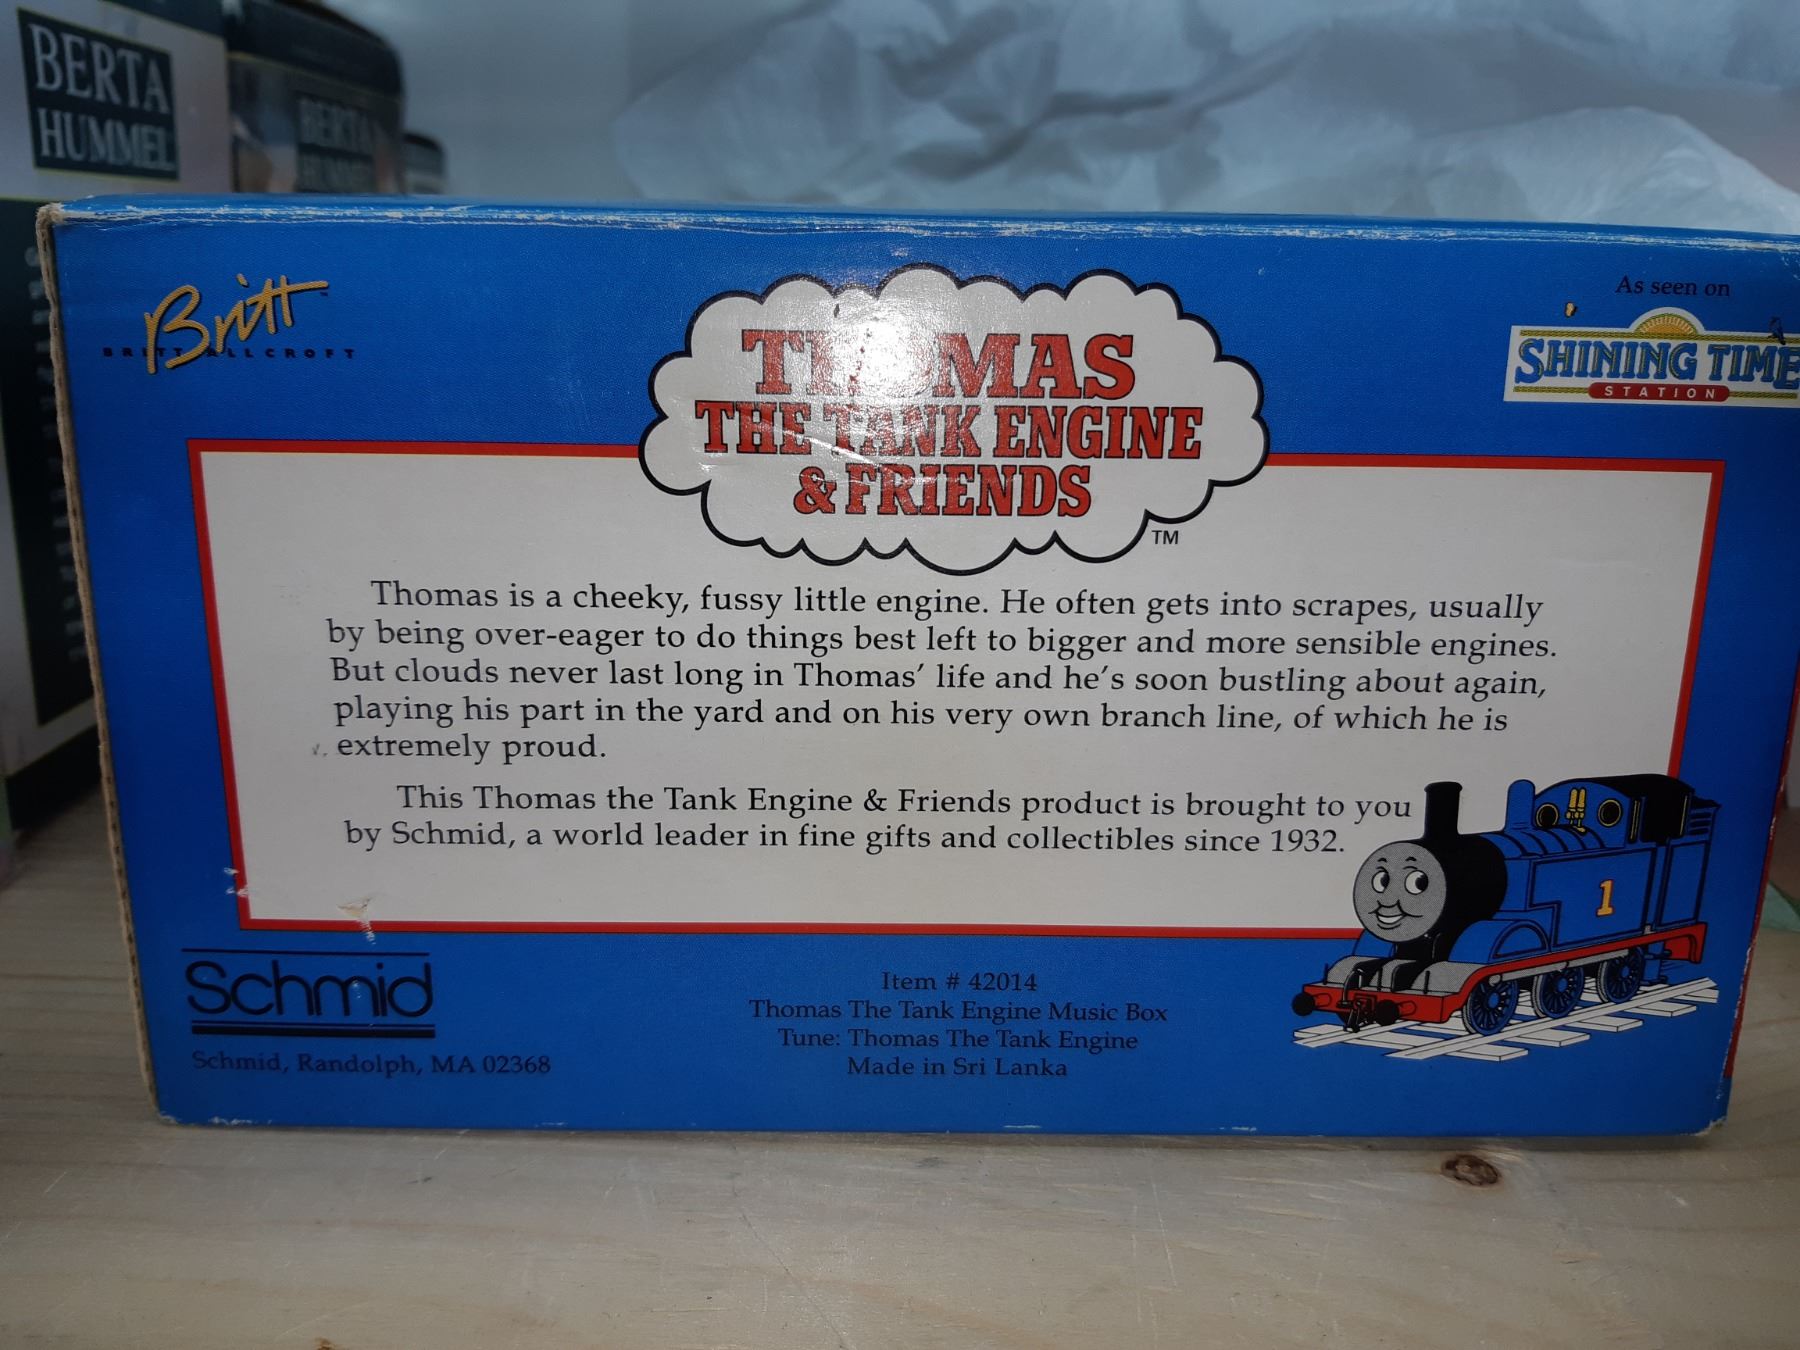 BERTA
HUMMEL
BERTA
HUMMEL
Britt
BRITT ALLCROFT
THOMAS
THE TANK ENGINE
& FRIENDS
TM
As seen on
SHINING TIME
STATION
Thomas is a cheeky, fussy little engine. He often gets into scrapes, usually
by being over-eager to do things best left to bigger and more sensible engines.
But clouds never last long in Thomas' life and he's soon bustling about again,
playing his part in the yard and on his very own branch line, of which he is
extremely proud.
This Thomas the Tank Engine & Friends product is brought to you
by Schmid, a world leader in fine gifts and collectibles since 1932.
1
Schmid
Schmid, Randolph, MA 02368
Item # 42014
Thomas The Tank Engine Music Box
Tune: Thomas The Tank Engine
Made in Sri Lanka